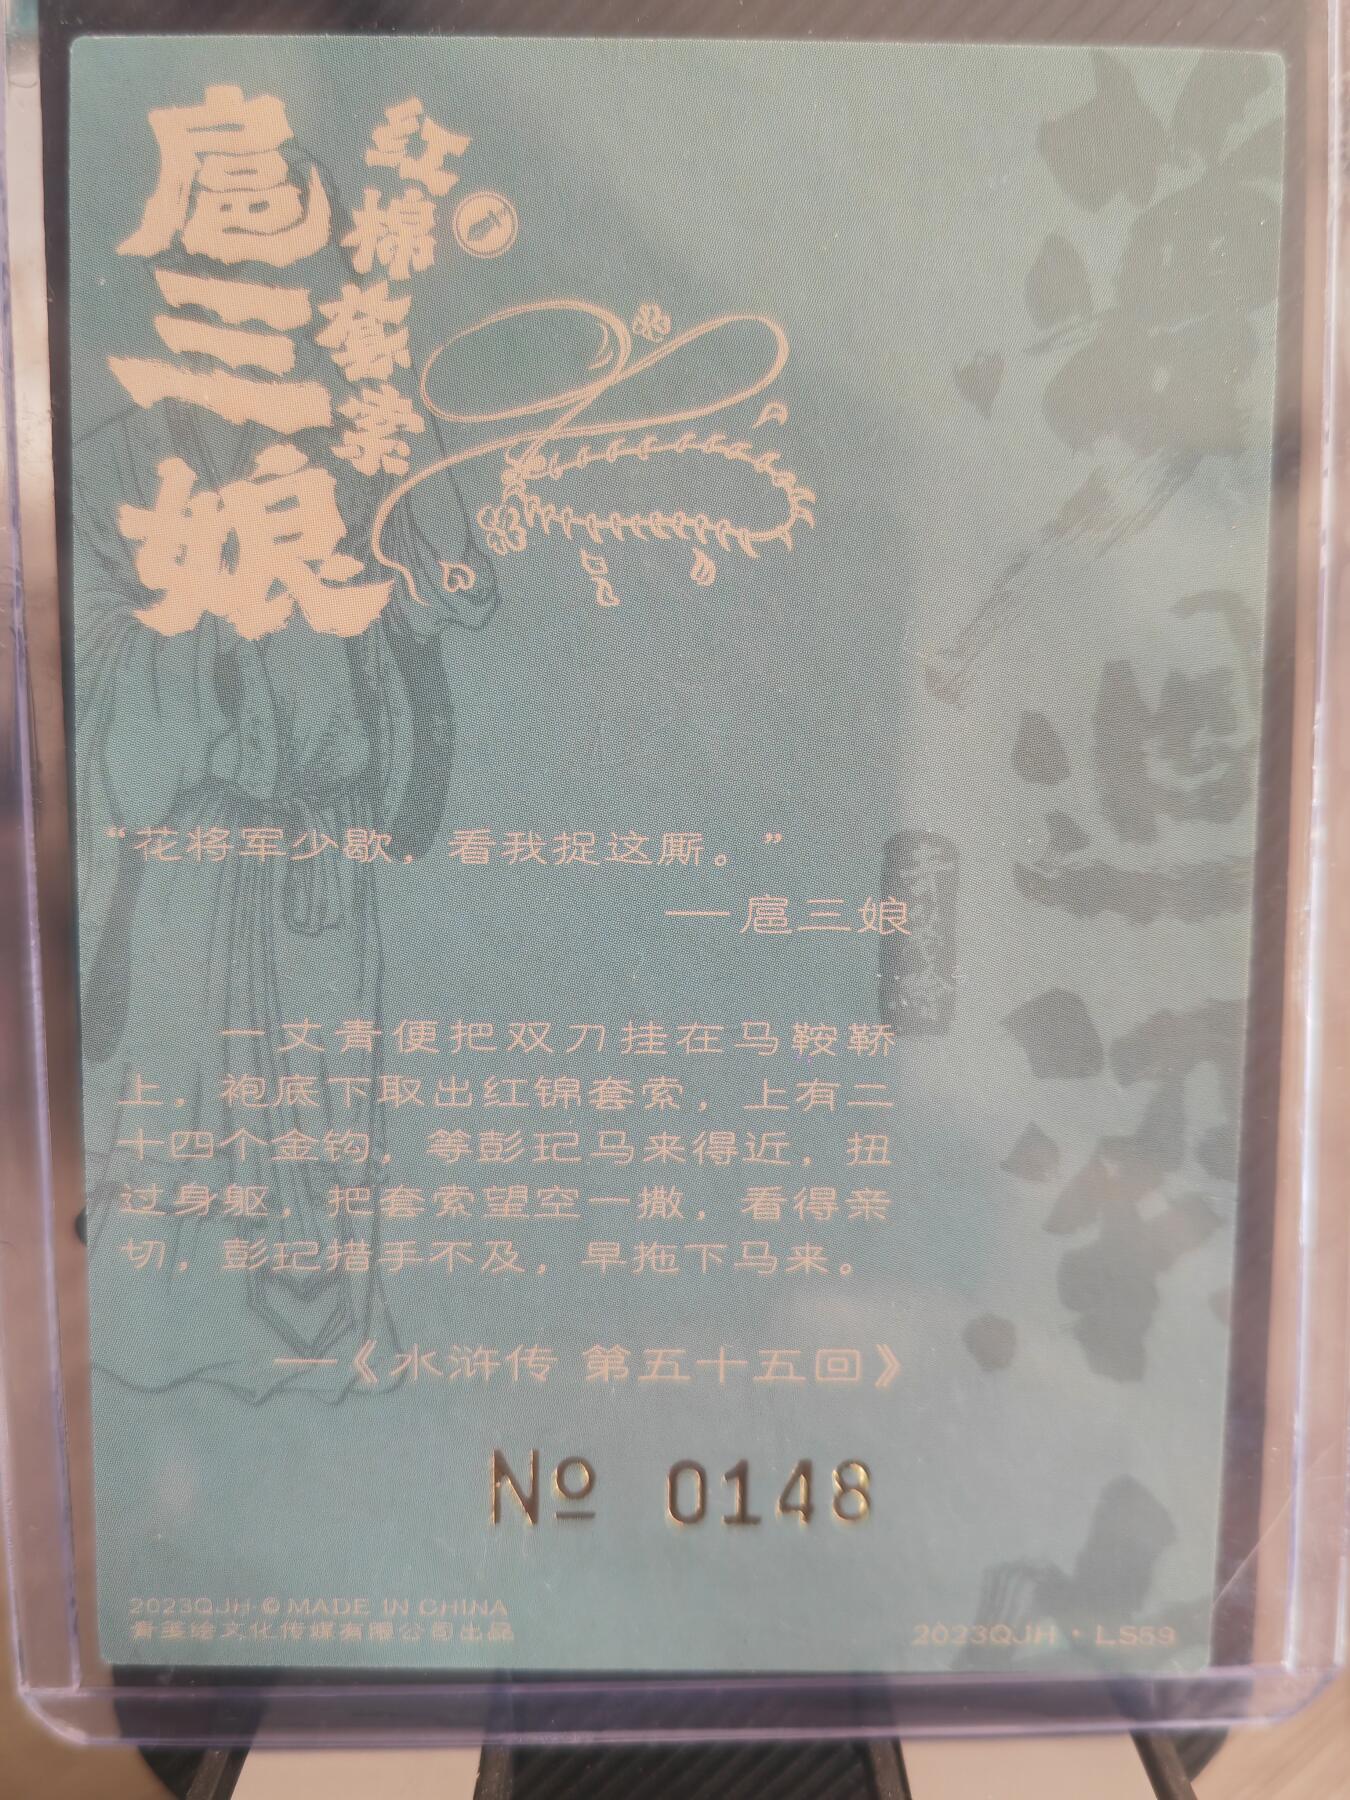 扈三娘
红棉套索
“花将军少歇，看我捉这厮。”
——扈三娘
一丈青便把双刀挂在马鞍鞒
上，袍底下取出红锦套索，上有二
十四个金钩，等彭玘马来得近，扭
过身躯，把套索望空一撒，看得亲
切，彭玘措手不及，早拖下马来。
——《水浒传 第五十五回》
№ 0148
2023QJH·© MADE IN CHINA
青笺绘文化传媒有限公司出品
2023QJH·LS59